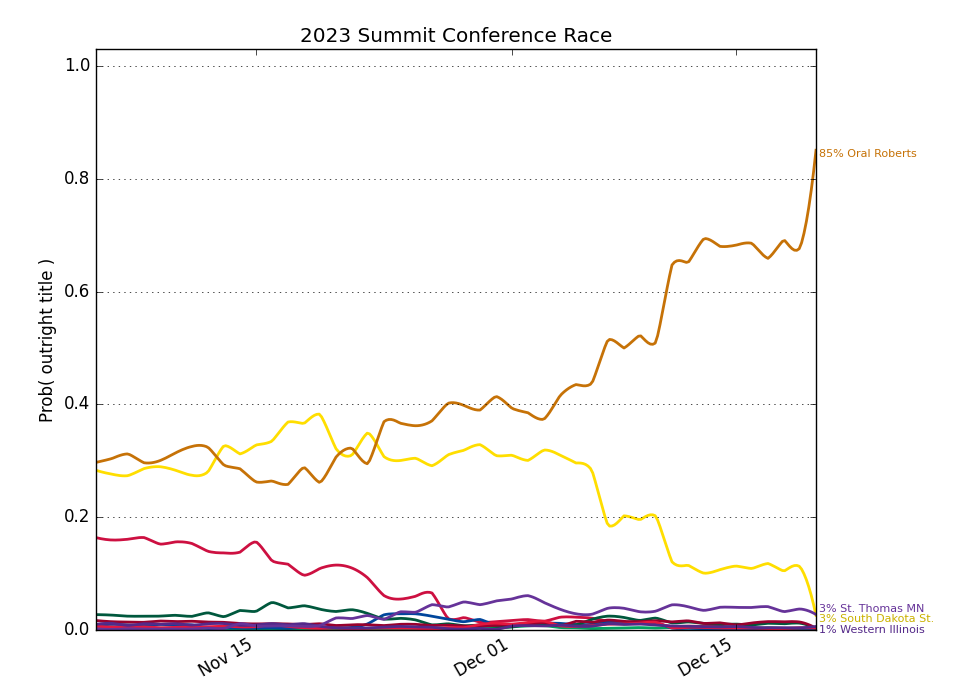 2023 Summit Conference Race
Prob( outright title )
1.0
0.8
0.6
0.4
0.2
0.0
Nov 15
Dec 01
Dec 15
85% Oral Roberts
3% St. Thomas MN
3% South Dakota St.
1% Western Illinois